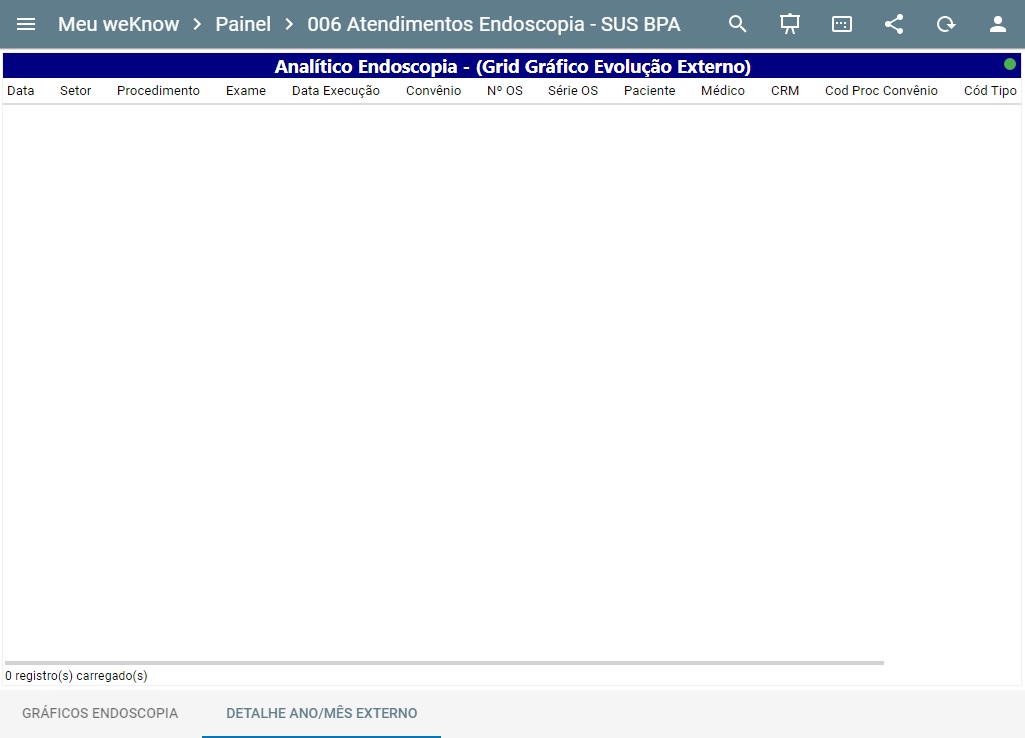 Meu weKnow > Painel > 006 Atendimentos Endoscopia - SUS BPA
Analítico Endoscopia - (Grid Gráfico Evolução Externo)
Data Setor Procedimento Exame Data Execução Convênio Nº OS Série OS Paciente Médico CRM Cod Proc Convênio Cód Tipo
0 registro(s) carregado(s)
GRÁFICOS ENDOSCOPIA DETALHE ANO/MÊS EXTERNO